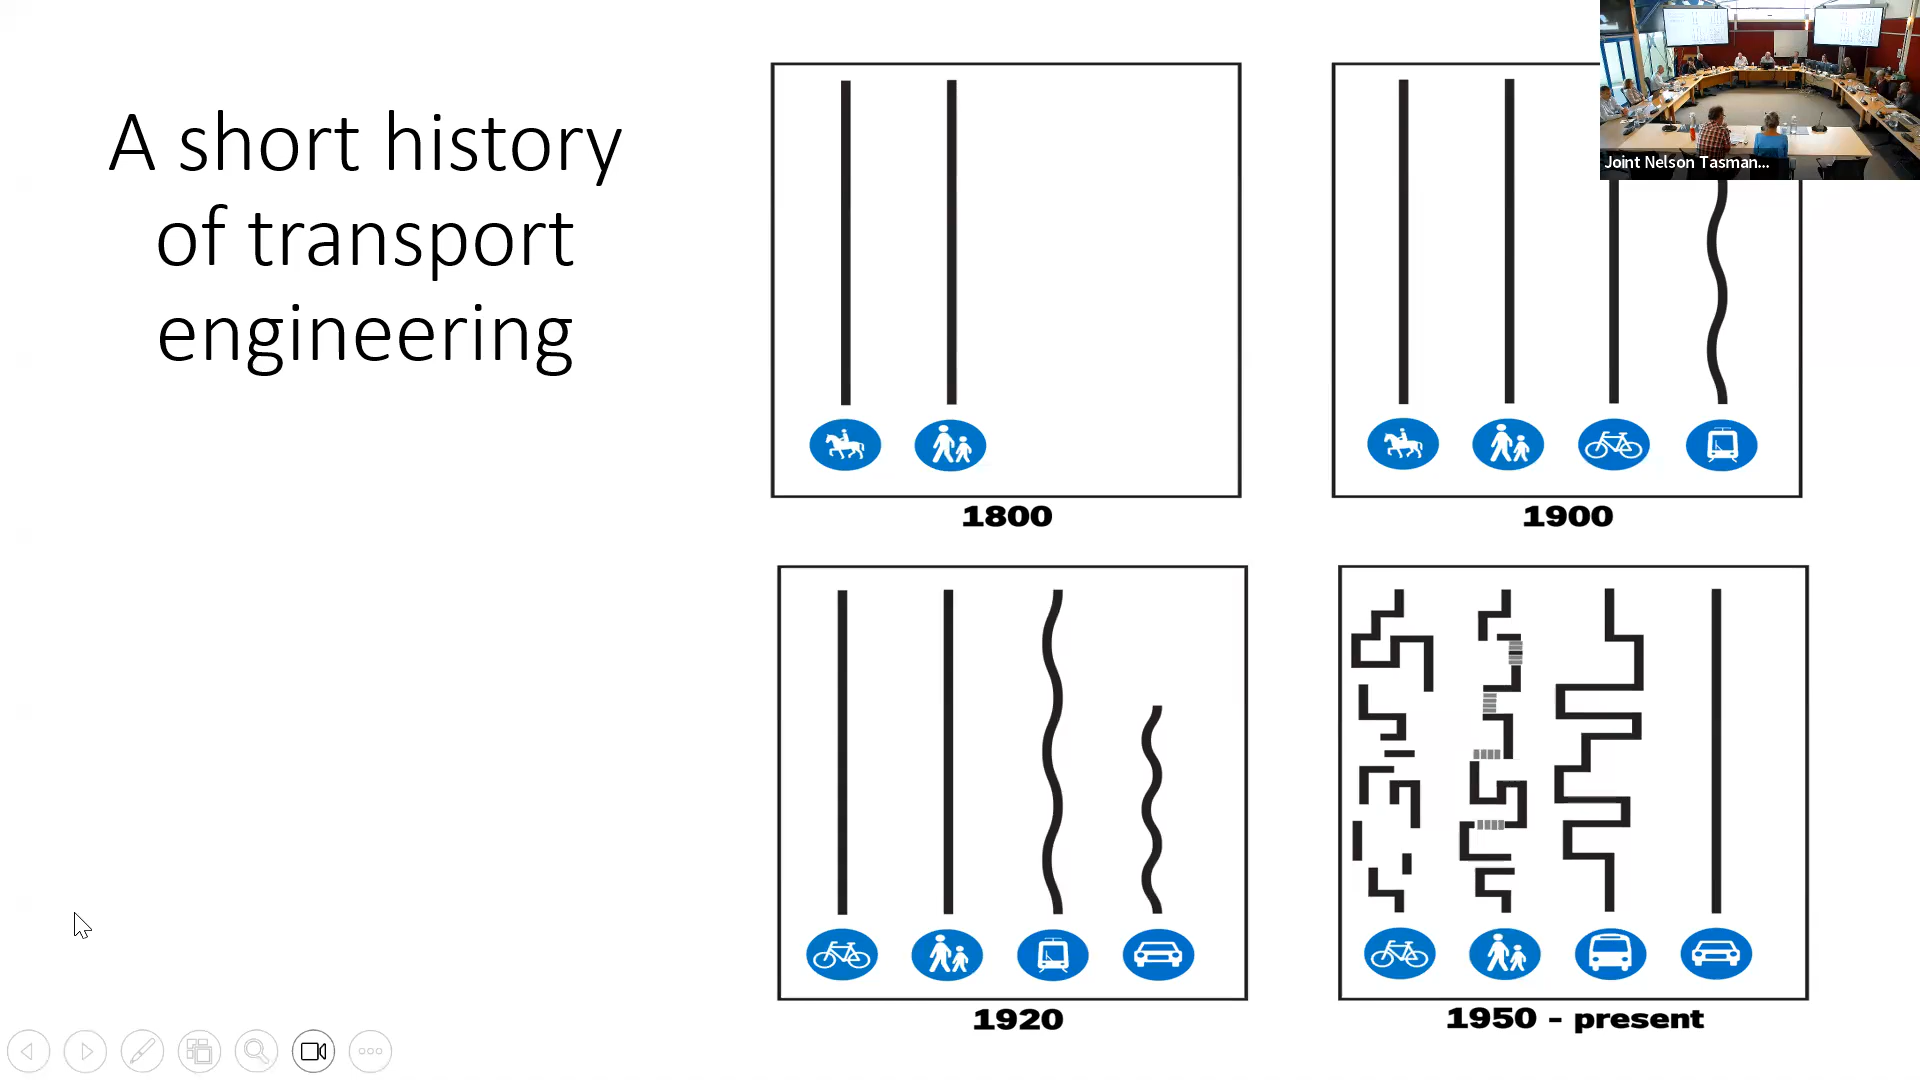 A short history
of transport
engineering
Joint Nelson Tasman...
1800
1900
1920
1950 - present